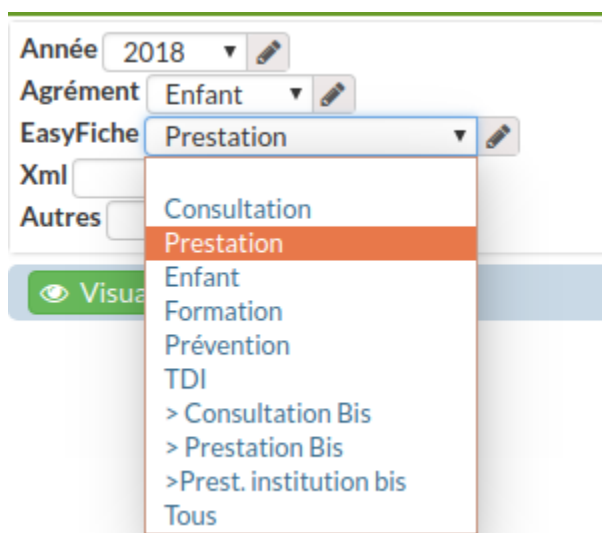 Année 2018
Agrément Enfant
EasyFiche Prestation
Xml
Autres
Consultation
Prestation
Enfant
Formation
Prévention
TDI
> Consultation Bis
> Prestation Bis
>Prest. institution bis
Tous
Visua